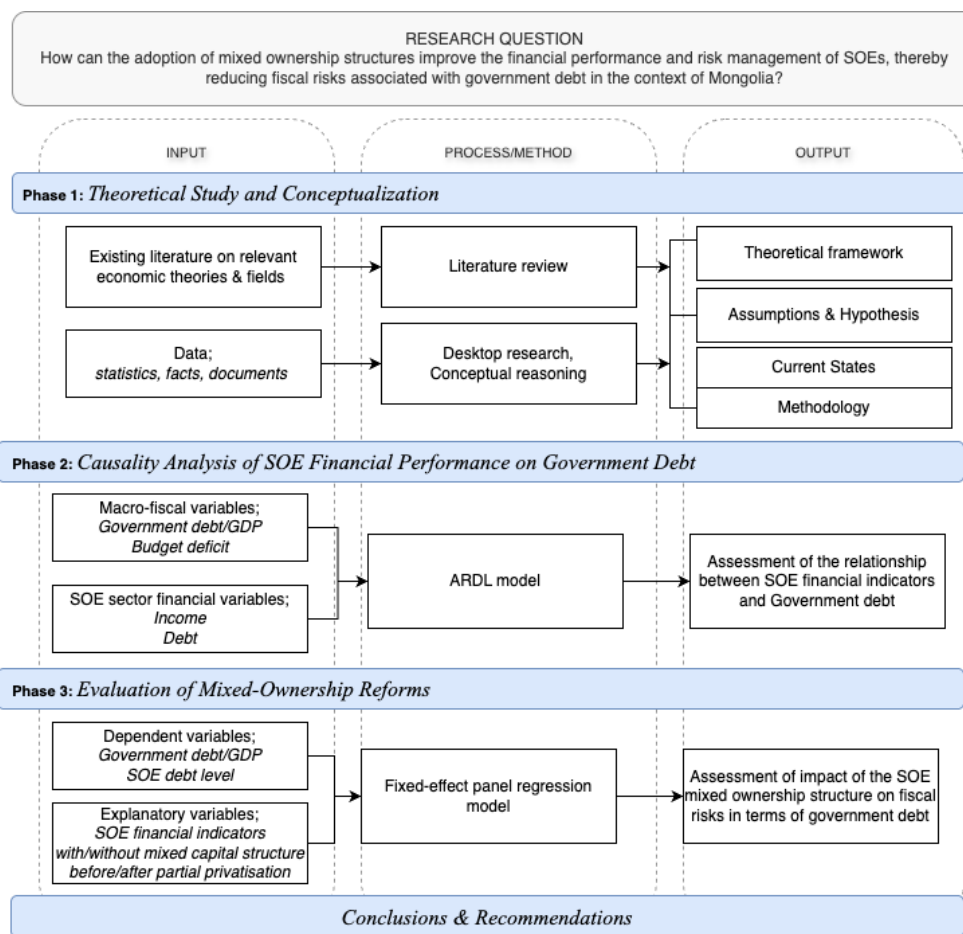 RESEARCH QUESTION
How can the adoption of mixed ownership structures improve the financial performance and risk management of SOEs, thereby
reducing fiscal risks associated with government debt in the context of Mongolia?
INPUT
PROCESS/METHOD
OUTPUT
Phase 1: Theoretical Study and Conceptualization
Existing literature on relevant
economic theories & fields
Literature review
Theoretical framework
Assumptions & Hypothesis
Data;
statistics, facts, documents
Desktop research,
Conceptual reasoning
Current States
Methodology
Phase 2: Causality Analysis of SOE Financial Performance on Government Debt
Macro-fiscal variables;
Government debt/GDP
Budget deficit
SOE sector financial variables;
Income
Debt
ARDL model
Assessment of the relationship
between SOE financial indicators
and Government debt
Phase 3: Evaluation of Mixed-Ownership Reforms
Dependent variables;
Government debt/GDP
SOE debt level
Explanatory variables;
SOE financial indicators
with/without mixed capital structure
before/after partial privatisation
Fixed-effect panel regression
model
Assessment of impact of the SOE
mixed ownership structure on fiscal
risks in terms of government debt
Conclusions & Recommendations